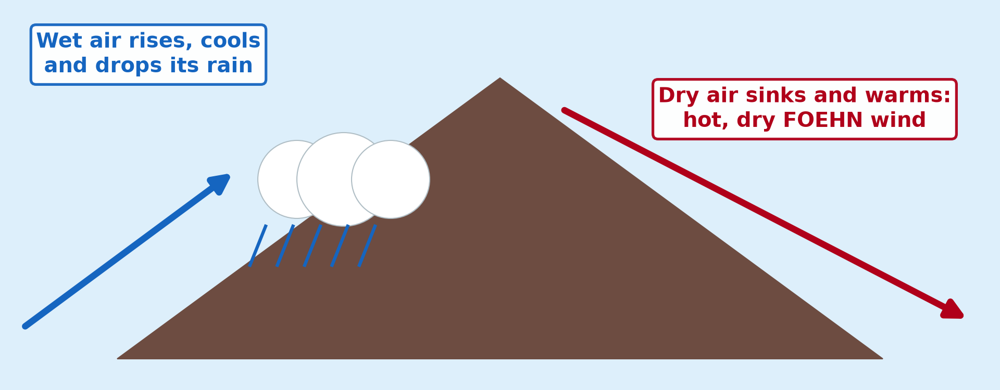 Wet air rises, cools
and drops its rain
Dry air sinks and warms:
hot, dry FOEHN wind